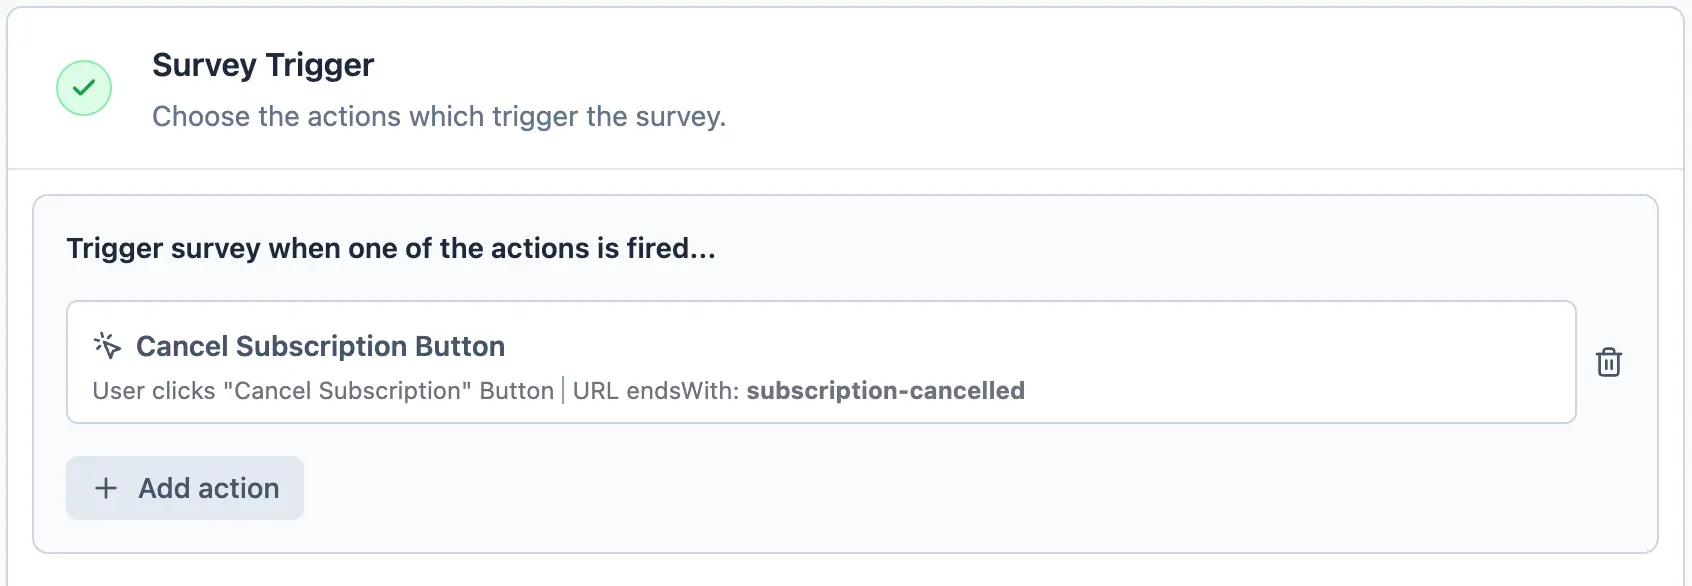 Survey Trigger
Choose the actions which trigger the survey.
Trigger survey when one of the actions is fired...
Cancel Subscription Button
User clicks "Cancel Subscription" Button | URL endsWith: subscription-cancelled
+ Add action